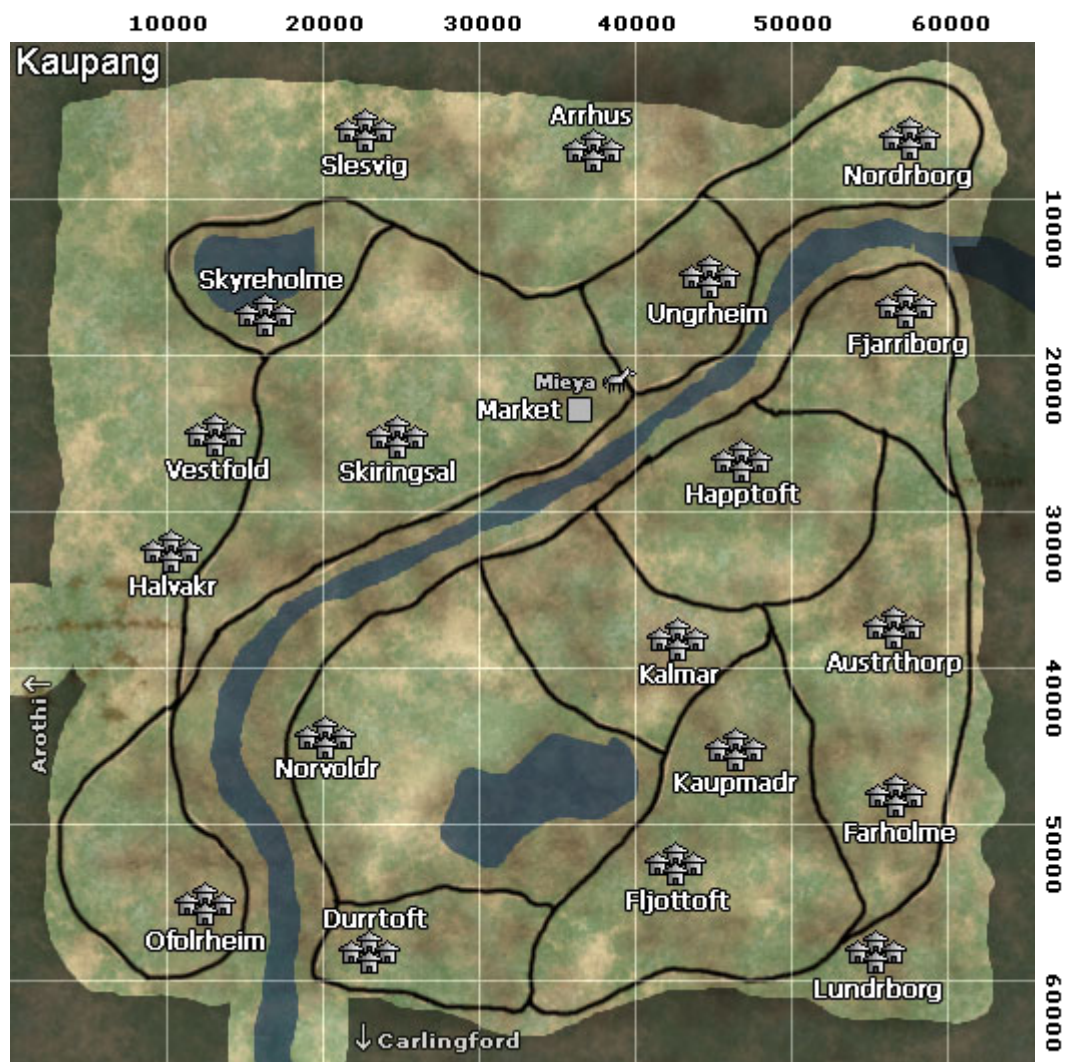 10000 20000 30000 40000 50000 60000
Kaupang
Arrhus
Slesvig
Nordrborg
10000
Skyreholme
Ungrheim
Fjarriborg
20000
Mieya
Market
Vestfold
Skiringsal
Happtoft
30000
Halvakr
Austrthorp
Kalmar
40000
Arothi ↑
Norvoldr
Kaupmadr
Farholme
50000
Fljottoft
Durrtoft
Ofolrheim
Lundrborg
60000
↓ Carlingford